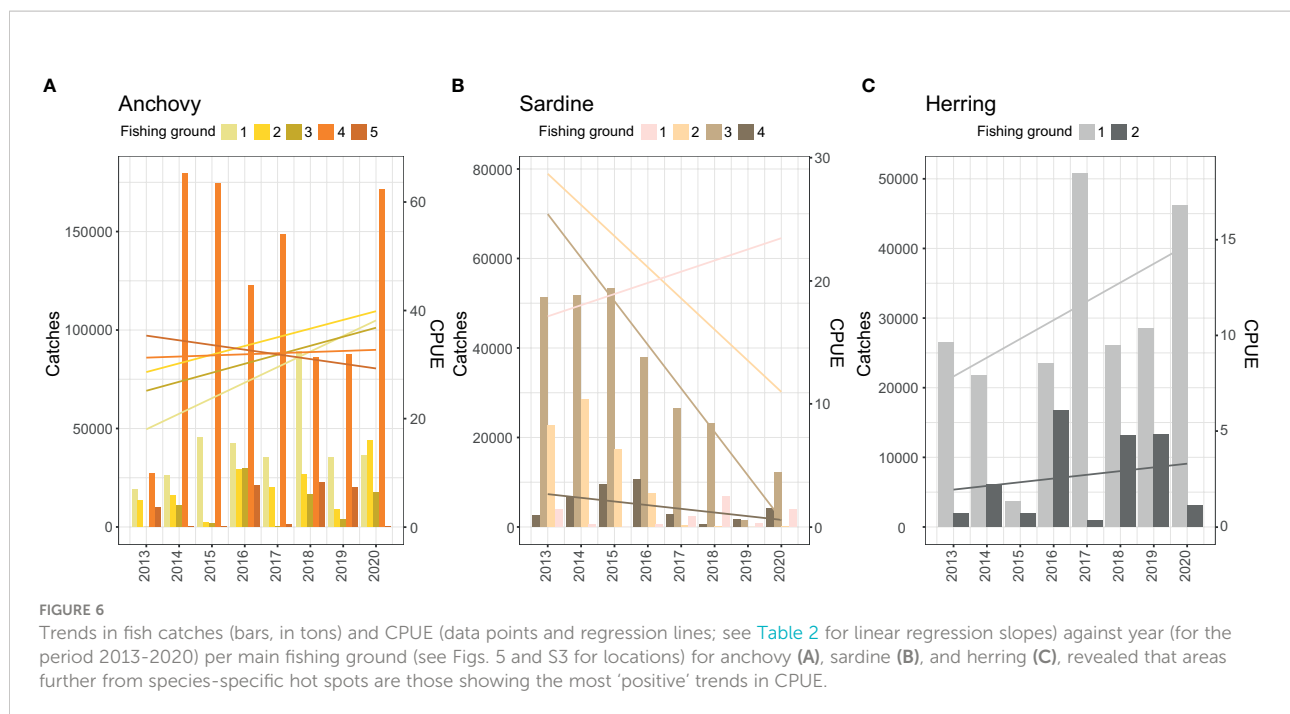 A
Anchovy
Fishing ground 1 2 3 4 5
150000
100000
50000
0
Catches
60
40
20
0
CPUE
2013
2014
2015
2016
2017
2018
2019
2020
B
Sardine
Fishing ground 1 2 3 4
80000
60000
40000
20000
0
Catches
30
20
10
0
CPUE
2013
2014
2015
2016
2017
2018
2019
2020
C
Herring
Fishing ground 1 2
50000
40000
30000
20000
10000
0
Catches
15
10
5
0
CPUE
2013
2014
2015
2016
2017
2018
2019
2020
FIGURE 6
Trends in fish catches (bars, in tons) and CPUE (data points and regression lines; see Table 2 for linear regression slopes) against year (for the
period 2013-2020) per main fishing ground (see Figs. 5 and S3 for locations) for anchovy (A), sardine (B), and herring (C), revealed that areas
further from species-specific hot spots are those showing the most 'positive' trends in CPUE.